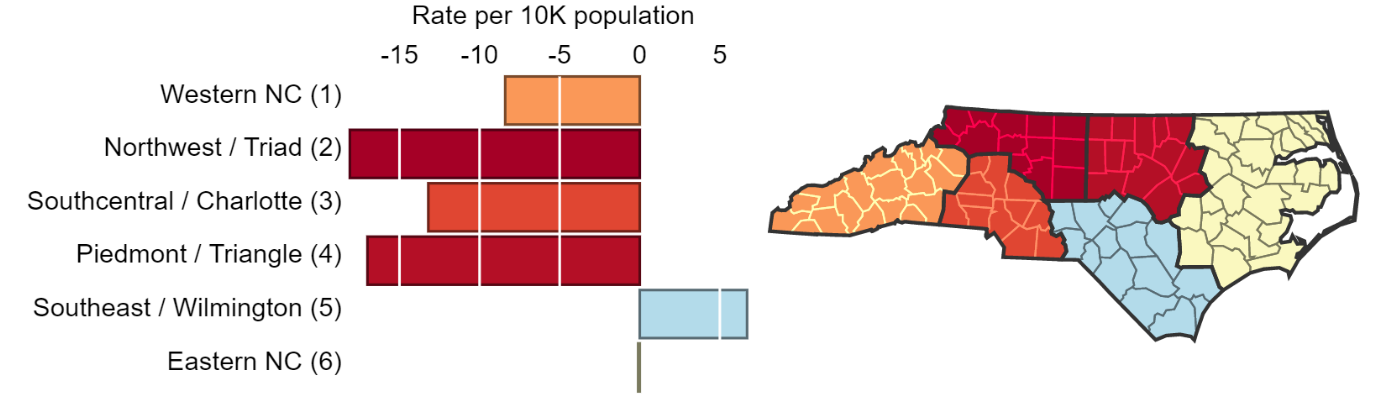 Rate per 10K population
-15 -10 -5 0 5
Western NC (1)
Northwest / Triad (2)
Southcentral / Charlotte (3)
Piedmont / Triangle (4)
Southeast / Wilmington (5)
Eastern NC (6)